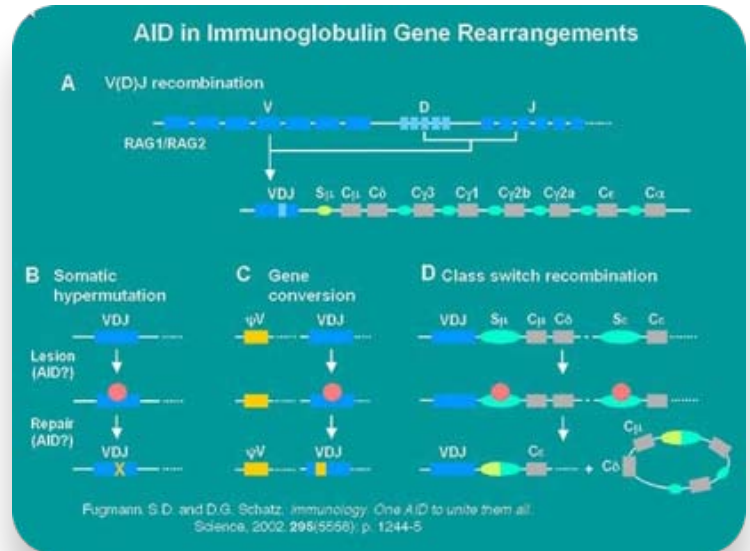 AID in Immunoglobulin Gene Rearrangements
A V(D)J recombination
V D J
RAG1/RAG2
VDJ Sμ Cμ Cδ Cγ3 Cγ1 Cγ2b Cγ2a Cε Cα
B Somatic hypermutation
VDJ
Lesion
(AID?)
Repair
(AID?)
VDJ
X
C Gene conversion
ψV VDJ
ψV VDJ
D Class switch recombination
VDJ Sμ Cμ Cδ Sε Cε
VDJ Cε + Cδ Cμ
Fugmann, S.D. and D.G. Schatz, Immunology. One AID to unite them all.
Science, 2002. 295(5558): p. 1244-5